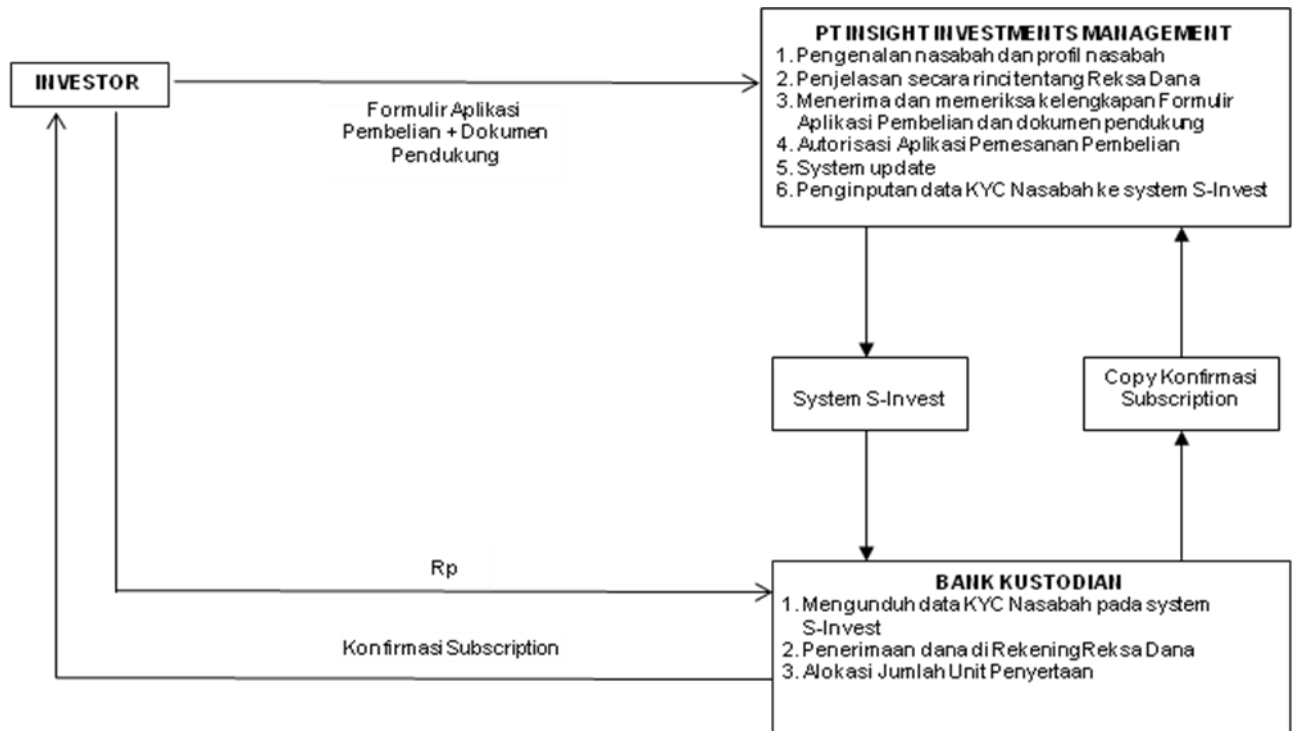 PT INSIGHT INVESTMENTS MANAGEMENT
1. Pengenalan nasabah dan profil nasabah
2. Penjelasan secara rinci tentang Reksa Dana
3. Menerima dan memeriksa kelengkapan Formulir
Aplikasi Pembelian dan dokumen pendukung
4. Autorisasi Aplikasi Pemesanan Pembelian
5. System update
6. Penginputan data KYC Nasabah ke system S-Invest
INVESTOR
Formulir Aplikasi
Pembelian + Dokumen
Pendukung
System S-Invest
Copy Konfirmasi
Subscription
Rp
Konfirmasi Subscription
BANK KUSTODIAN
1. Mengunduh data KYC Nasabah pada system
S-Invest
2. Penerimaan dana di Rekening Reksa Dana
3. Alokasi Jumlah Unit Penyertaan